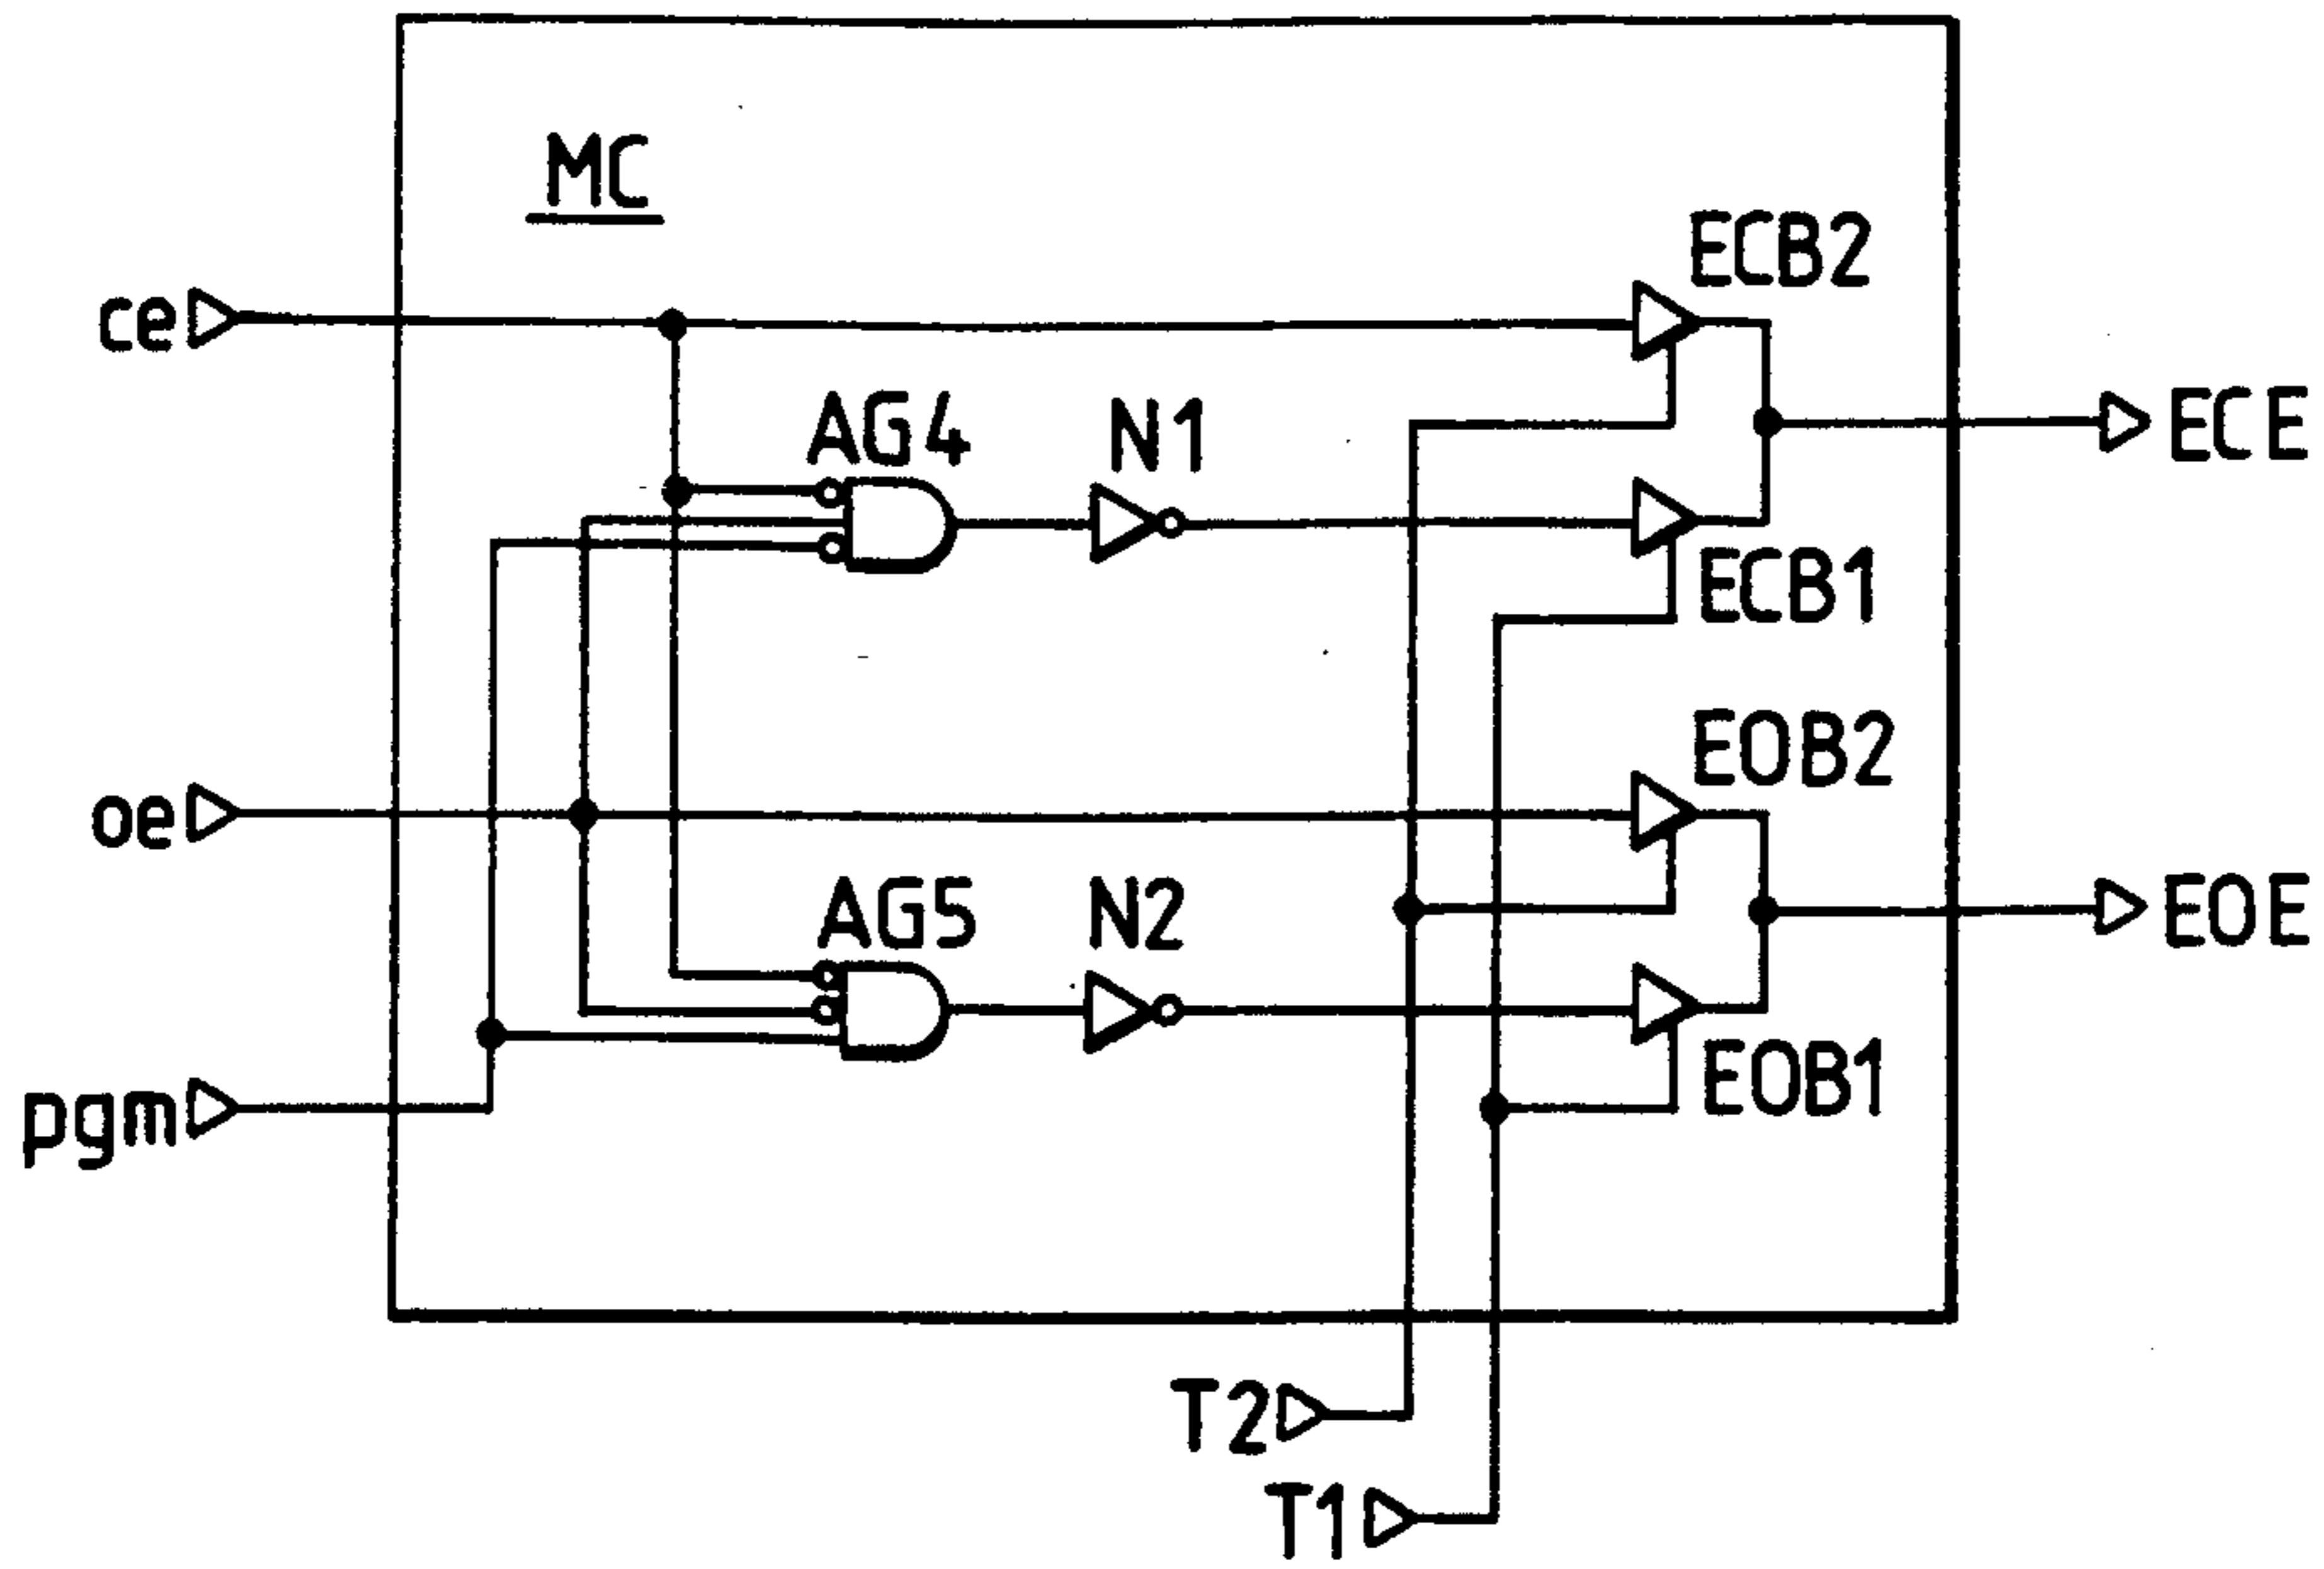 MC
ECB2
ce
AG4
N1
ECE
ECB1
EOB2
oe
AG5
N2
EOE
EOB1
pgm
T2
T1